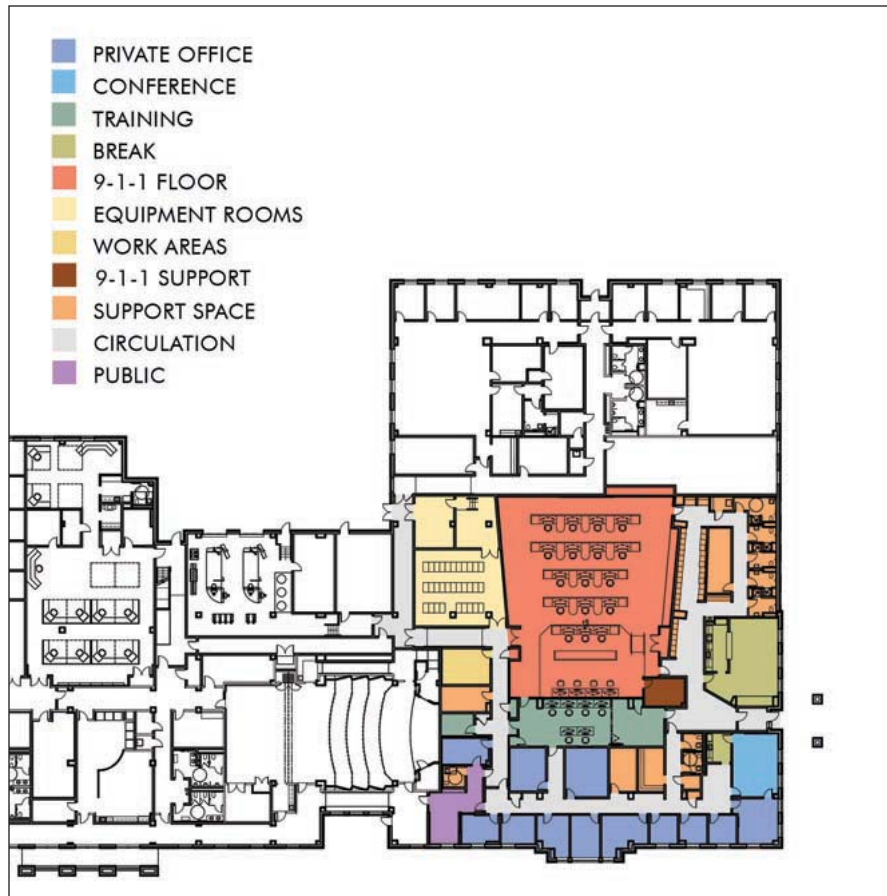 PRIVATE OFFICE
CONFERENCE
TRAINING
BREAK
9-1-1 FLOOR
EQUIPMENT ROOMS
WORK AREAS
9-1-1 SUPPORT
SUPPORT SPACE
CIRCULATION
PUBLIC